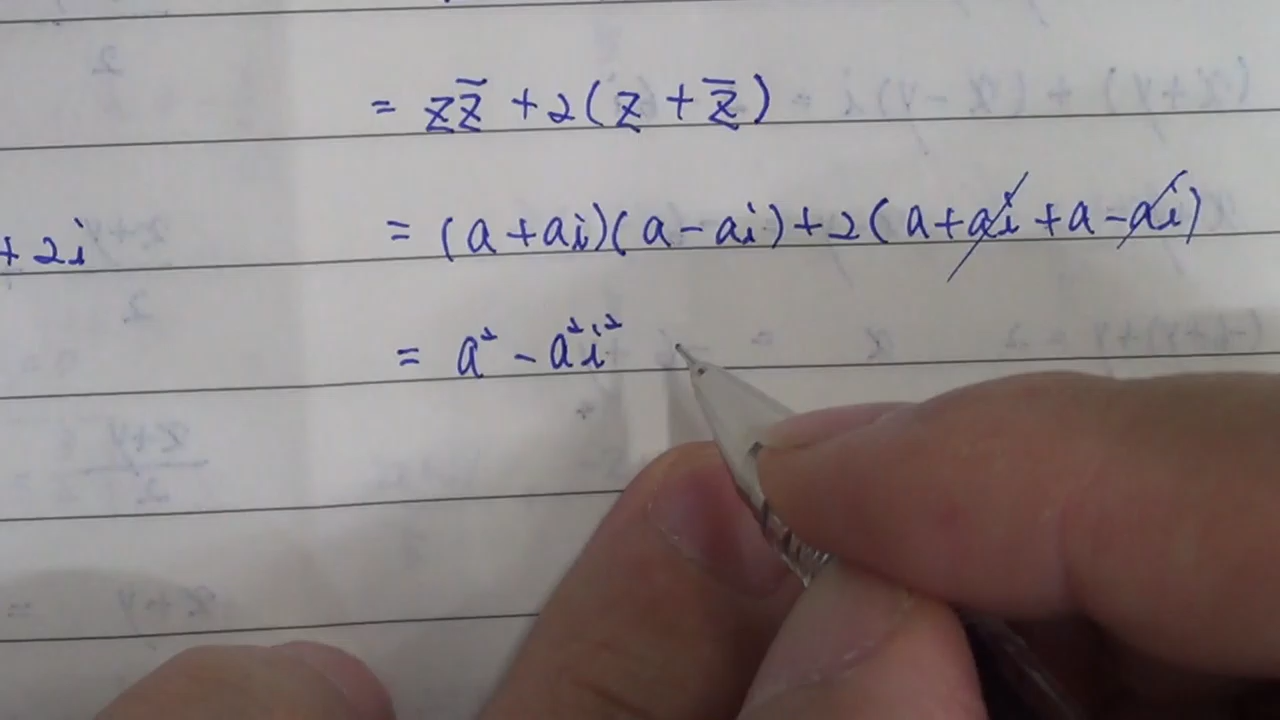 = zz̄ + 2(z + z̄)
+ 2i = (a + ai)(a - ai) + 2(a + ai + a - ai)
= a² - a²i²